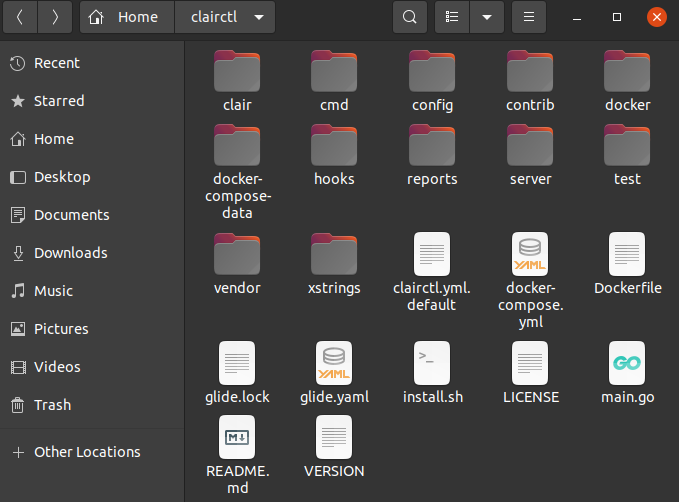 Home clairctl
Recent
Starred
Home
Desktop
Documents
Downloads
Music
Pictures
Videos
Trash
Other Locations
clair cmd config contrib docker
docker-
compose-
data
hooks reports server test
vendor xstrings
clairctl.yml.
default
docker-
compose.
yml
YAML
Dockerfile
glide.lock
YAML
glide.yaml
>_
install.sh
LICENSE
GO
main.go
M↓
README.
md
VERSION